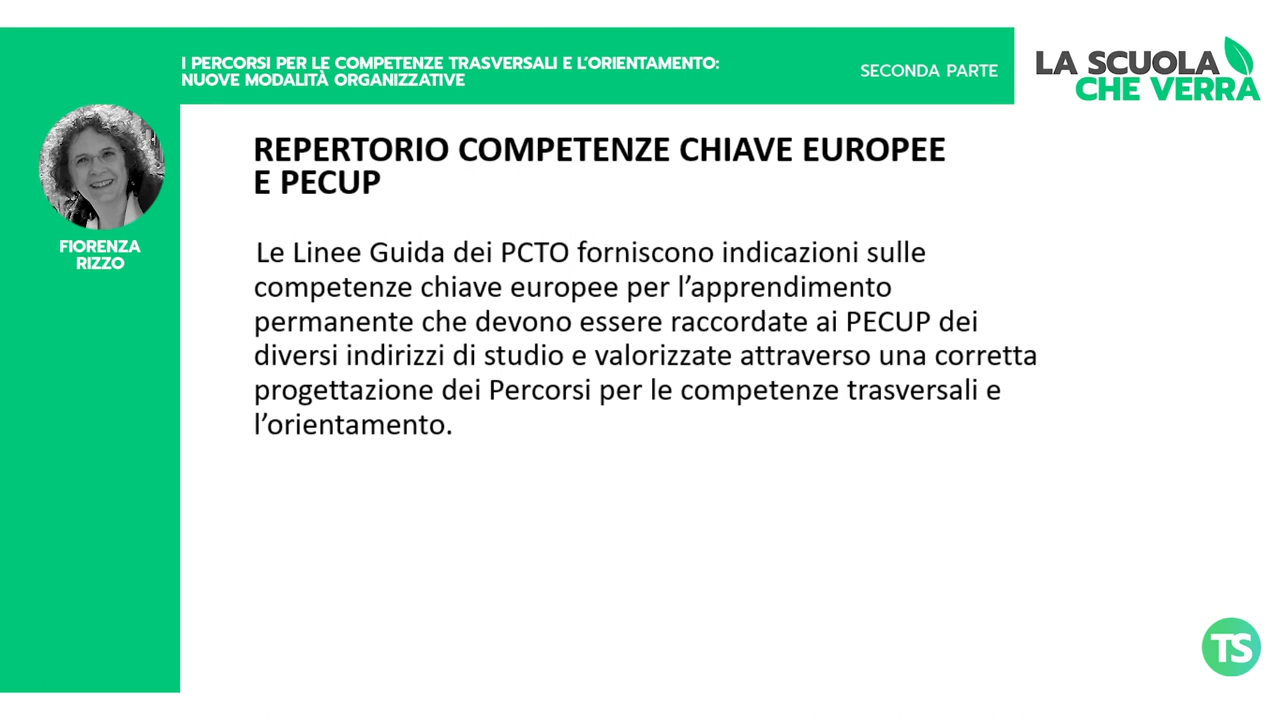 I PERCORSI PER LE COMPETENZE TRASVERSALI E L'ORIENTAMENTO:
NUOVE MODALITÀ ORGANIZZATIVE
SECONDA PARTE
LA SCUOLA
CHE VERRÀ
FIORENZA
RIZZO
REPERTORIO COMPETENZE CHIAVE EUROPEE
E PECUP
Le Linee Guida dei PCTO forniscono indicazioni sulle
competenze chiave europee per l'apprendimento
permanente che devono essere raccordate ai PECUP dei
diversi indirizzi di studio e valorizzate attraverso una corretta
progettazione dei Percorsi per le competenze trasversali e
l'orientamento.
TS